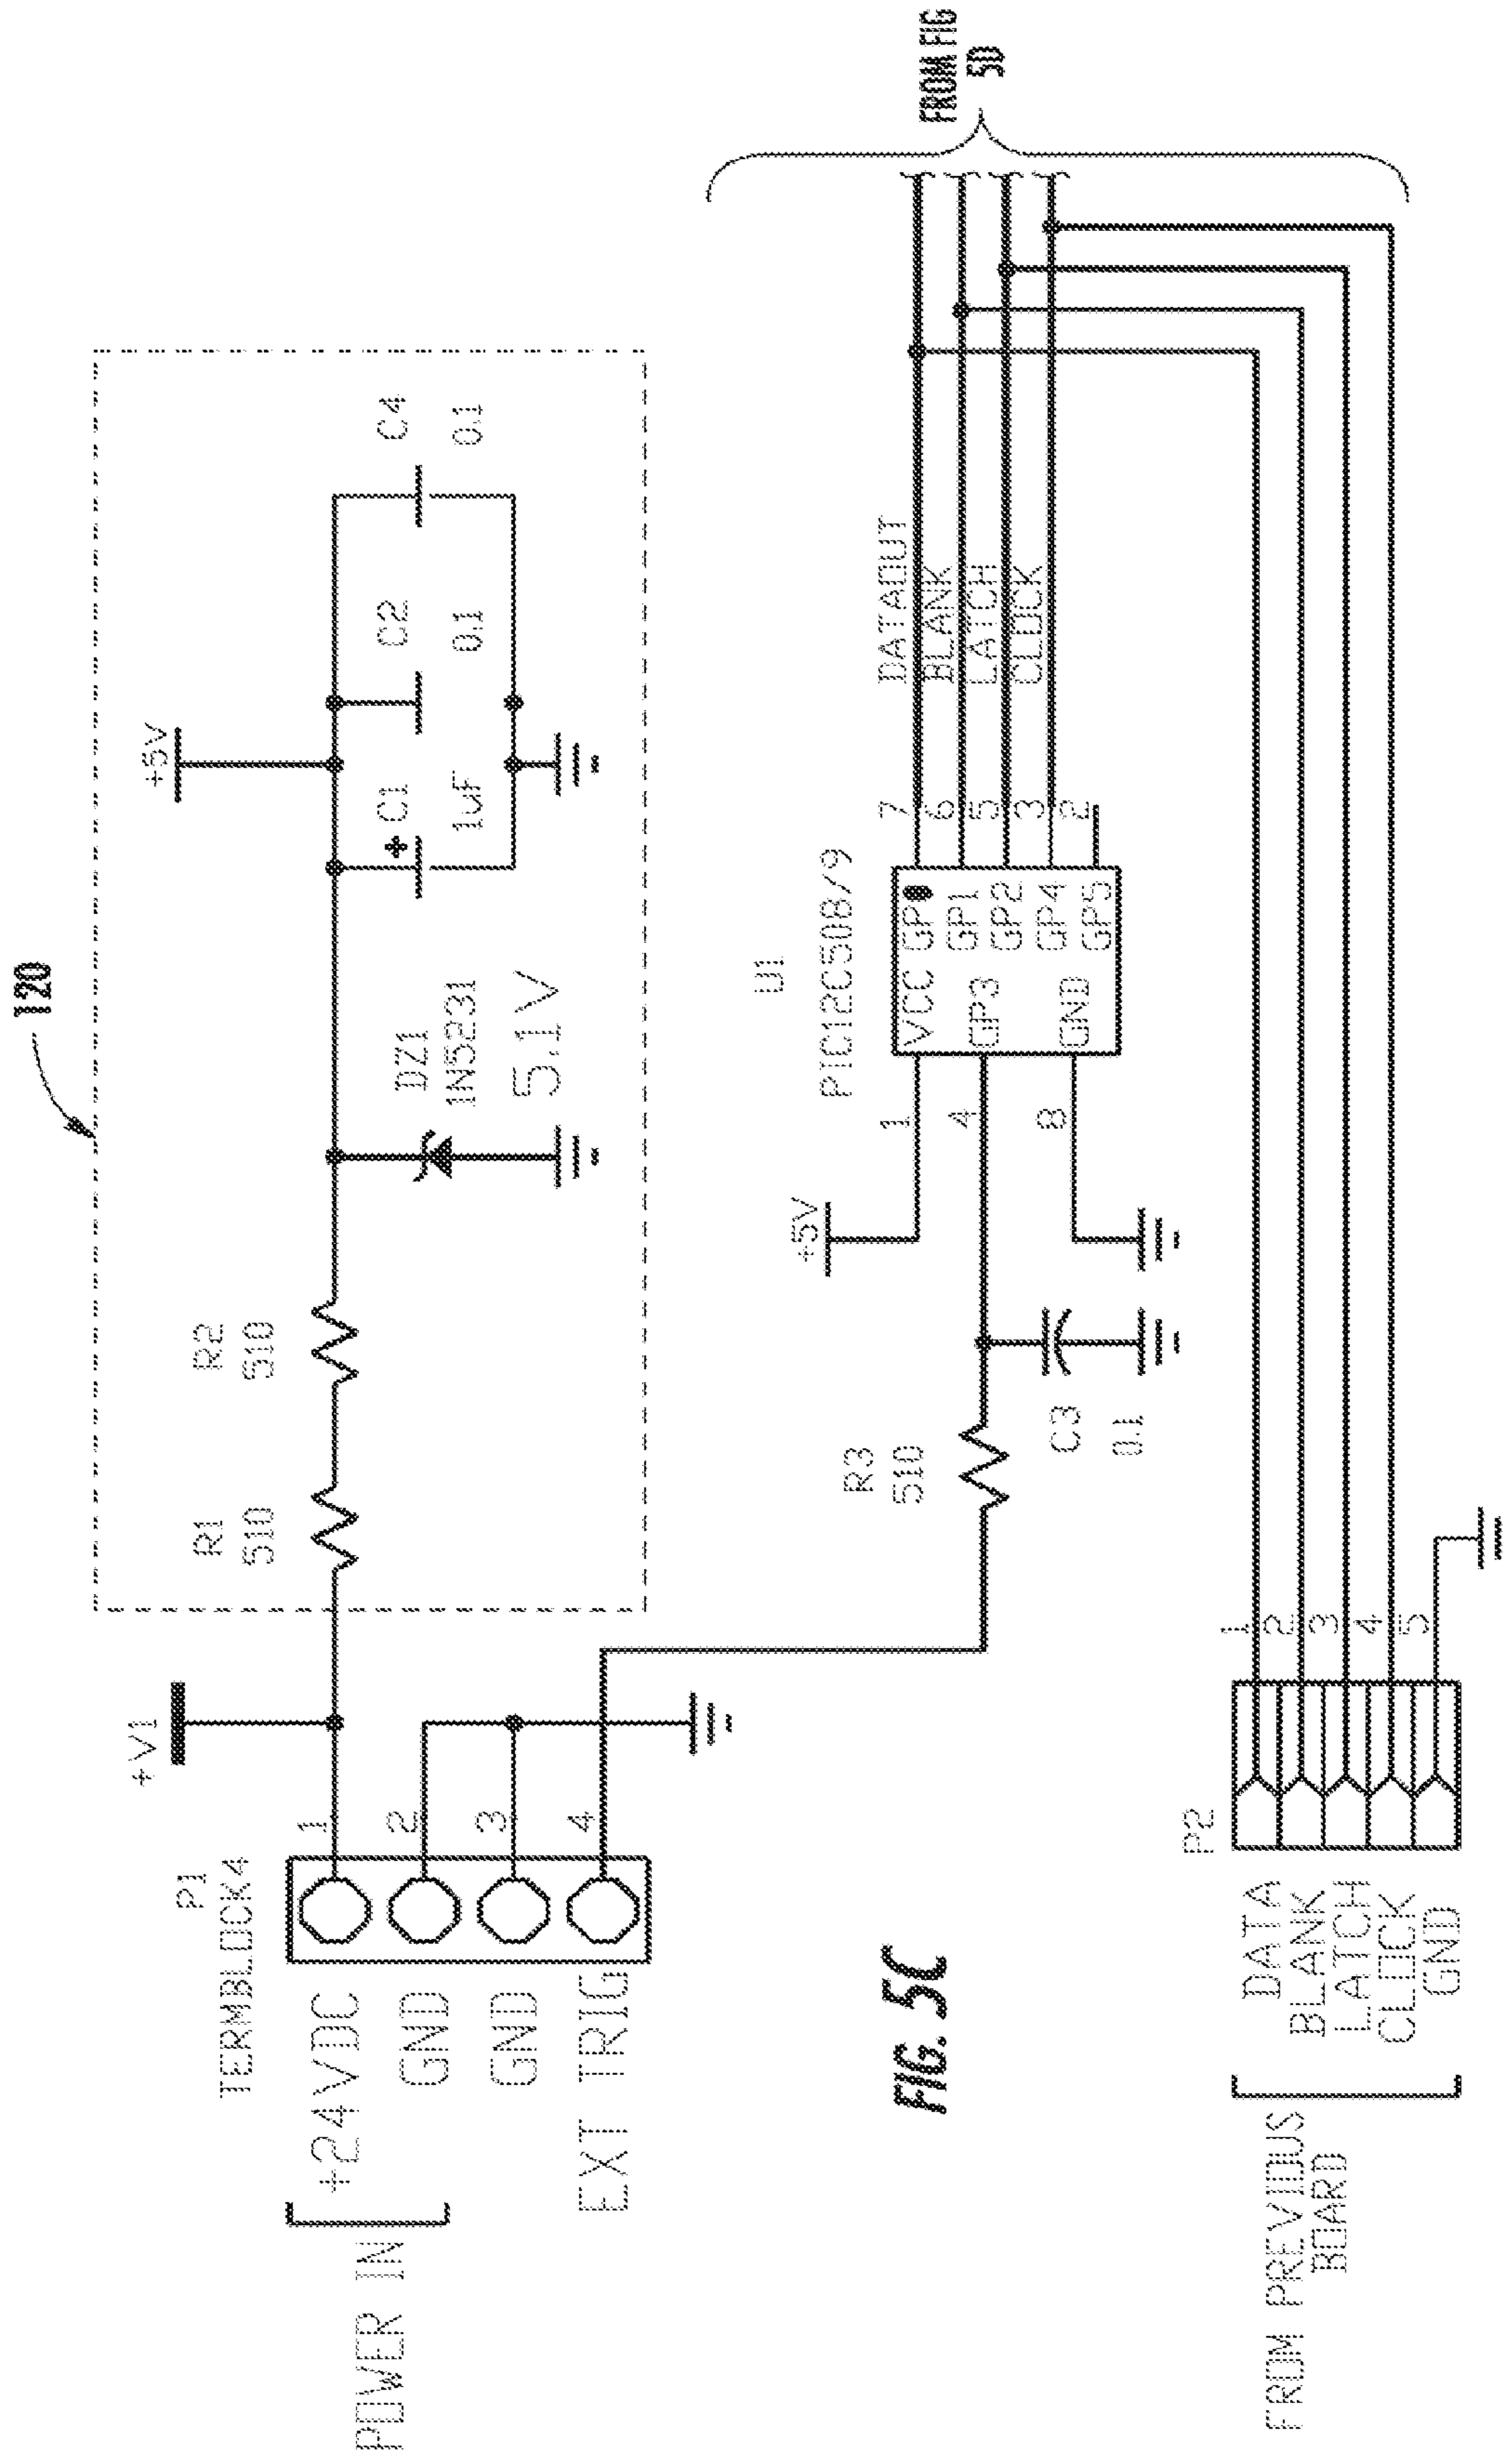 120
+V1
R1
510
R2
510
+5V
DZ1
1N5231
5.1V
C1
+
1uF
C2
0.1
C4
0.1
P1
TERMBLOCK4
POWER IN
+24VDC
GND
GND
EXT TRIG
1
2
3
4
R3
510
C3
0.1
+5V
U1
PIC12C508/9
1
4
8
VCC
GP3
GND
GP0
GP1
GP2
GP4
GP5
7
6
5
3
2
DATAOUT
BLANK
LATCH
CLOCK
FROM FIG
5D
FIG. 5C
P2
FROM PREVIOUS
BOARD
DATA
BLANK
LATCH
CLOCK
GND
1
2
3
4
5